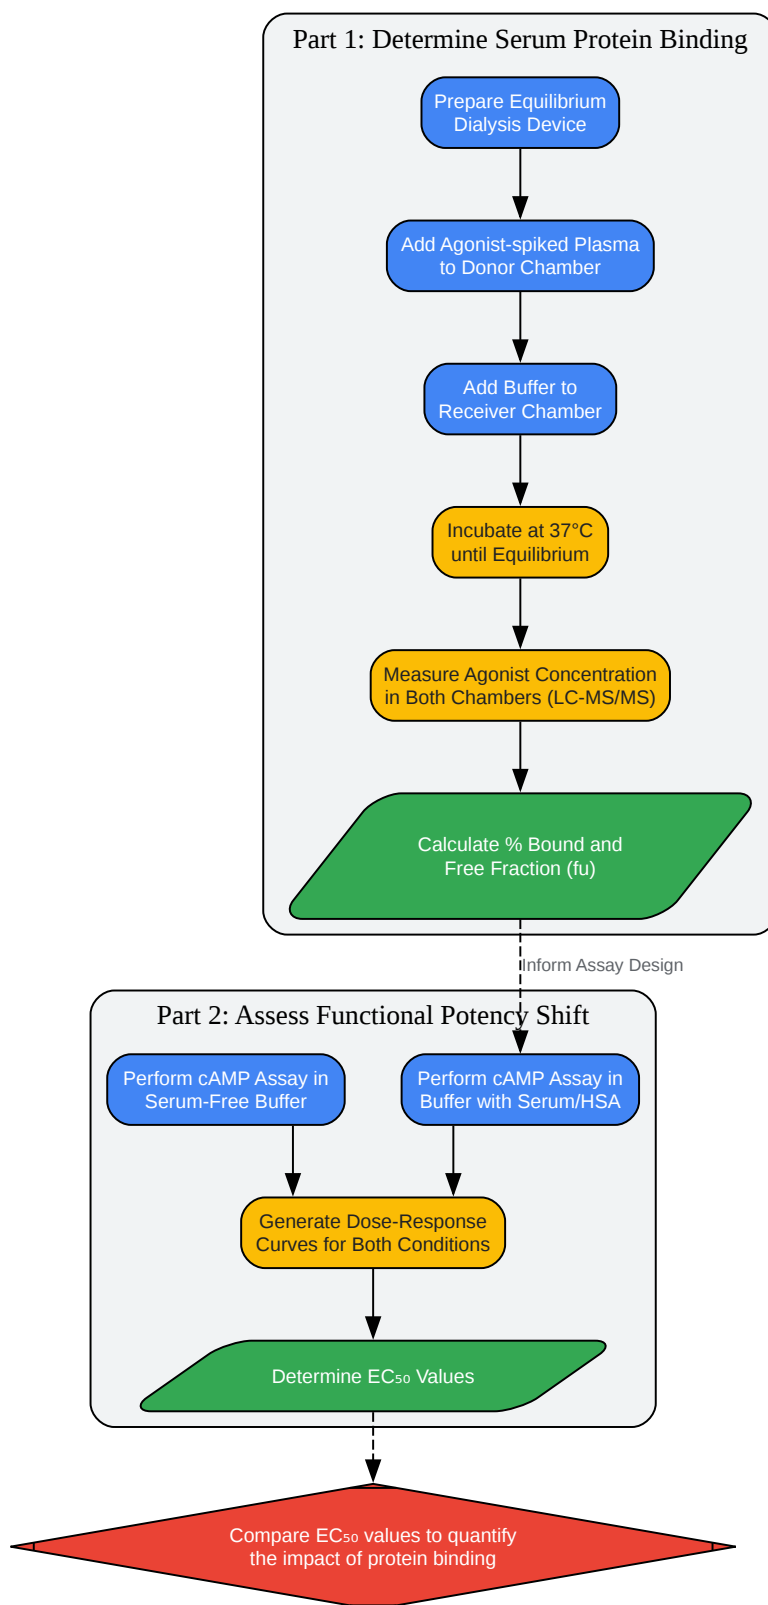 Part 1: Determine Serum Protein Binding
Prepare Equilibrium
Dialysis Device
Add Agonist-spiked Plasma
to Donor Chamber
Add Buffer to
Receiver Chamber
Incubate at 37°C
until Equilibrium
Measure Agonist Concentration
in Both Chambers (LC-MS/MS)
Calculate % Bound and
Free Fraction (fu)
Inform Assay Design
Part 2: Assess Functional Potency Shift
Perform cAMP Assay in
Serum-Free Buffer
Perform cAMP Assay in
Buffer with Serum/HSA
Generate Dose-Response
Curves for Both Conditions
Determine EC₅₀ Values
Compare EC₅₀ values to quantify
the impact of protein binding